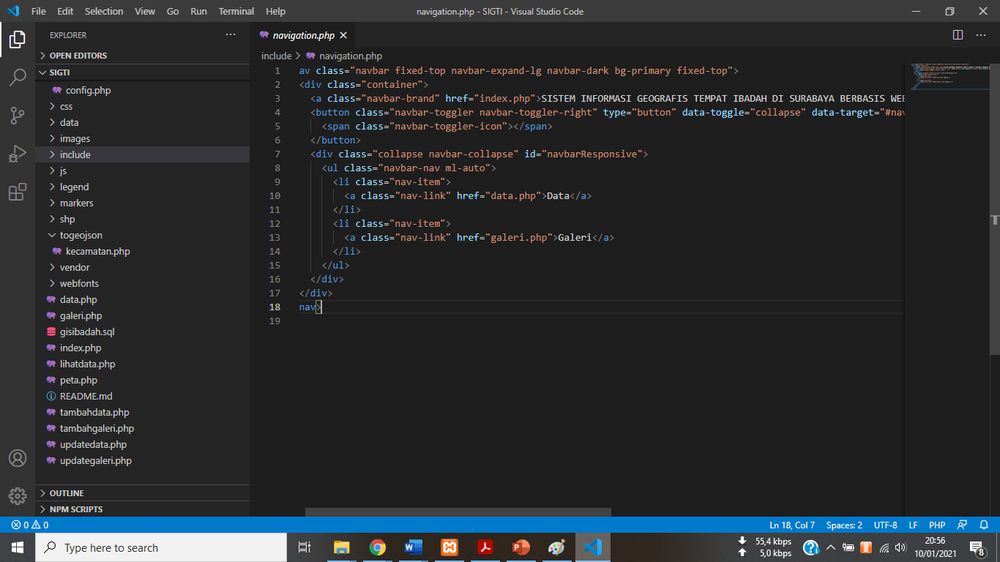 File Edit Selection View Go Run Terminal Help navigation.php - SIGTI - Visual Studio Code
EXPLORER
OPEN EDITORS
SIGTI
config.php
css
data
images
include
js
legend
markers
shp
togeojson
kecamatan.php
vendor
webfonts
data.php
galeri.php
gisibadah.sql
index.php
lihatdata.php
peta.php
README.md
tambahdata.php
tambahgaleri.php
updatedata.php
updategaleri.php
OUTLINE
NPM SCRIPTS
navigation.php
include > navigation.php
1 av class="navbar fixed-top navbar-expand-lg navbar-dark bg-primary fixed-top">
2 <div class="container">
3 <a class="navbar-brand" href="index.php">SISTEM INFORMASI GEOGRAFIS TEMPAT IBADAH DI SURABAYA BERBASIS WEB
4 <button class="navbar-toggler navbar-toggler-right" type="button" data-toggle="collapse" data-target="#nav
5 <span class="navbar-toggler-icon"></span>
6 </button>
7 <div class="collapse navbar-collapse" id="navbarResponsive">
8 <ul class="navbar-nav ml-auto">
9 <li class="nav-item">
10 <a class="nav-link" href="data.php">Data</a>
11 </li>
12 <li class="nav-item">
13 <a class="nav-link" href="galeri.php">Galeri</a>
14 </li>
15 </ul>
16 </div>
17 </div>
18 nav>
19
0 0 Ln 18, Col 7 Spaces: 2 UTF-8 LF PHP
Type here to search
55,4 kbps
5,0 kbps
20:56
10/01/2021
8